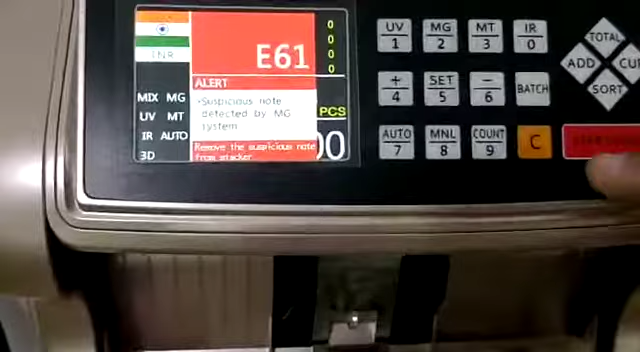 INR
MIX MG
UV MT
IR AUTO
3D
E61
ALERT
-Suspicious note
detected by MG
system
Remove the suspicious note
from stacker
0
0
0
0
PCS
00
UV MG MT IR
1 2 3 0
+ SET - BATCH
4 5 6
AUTO MNL COUNT C
7 8 9
TOTAL
ADD
SORT